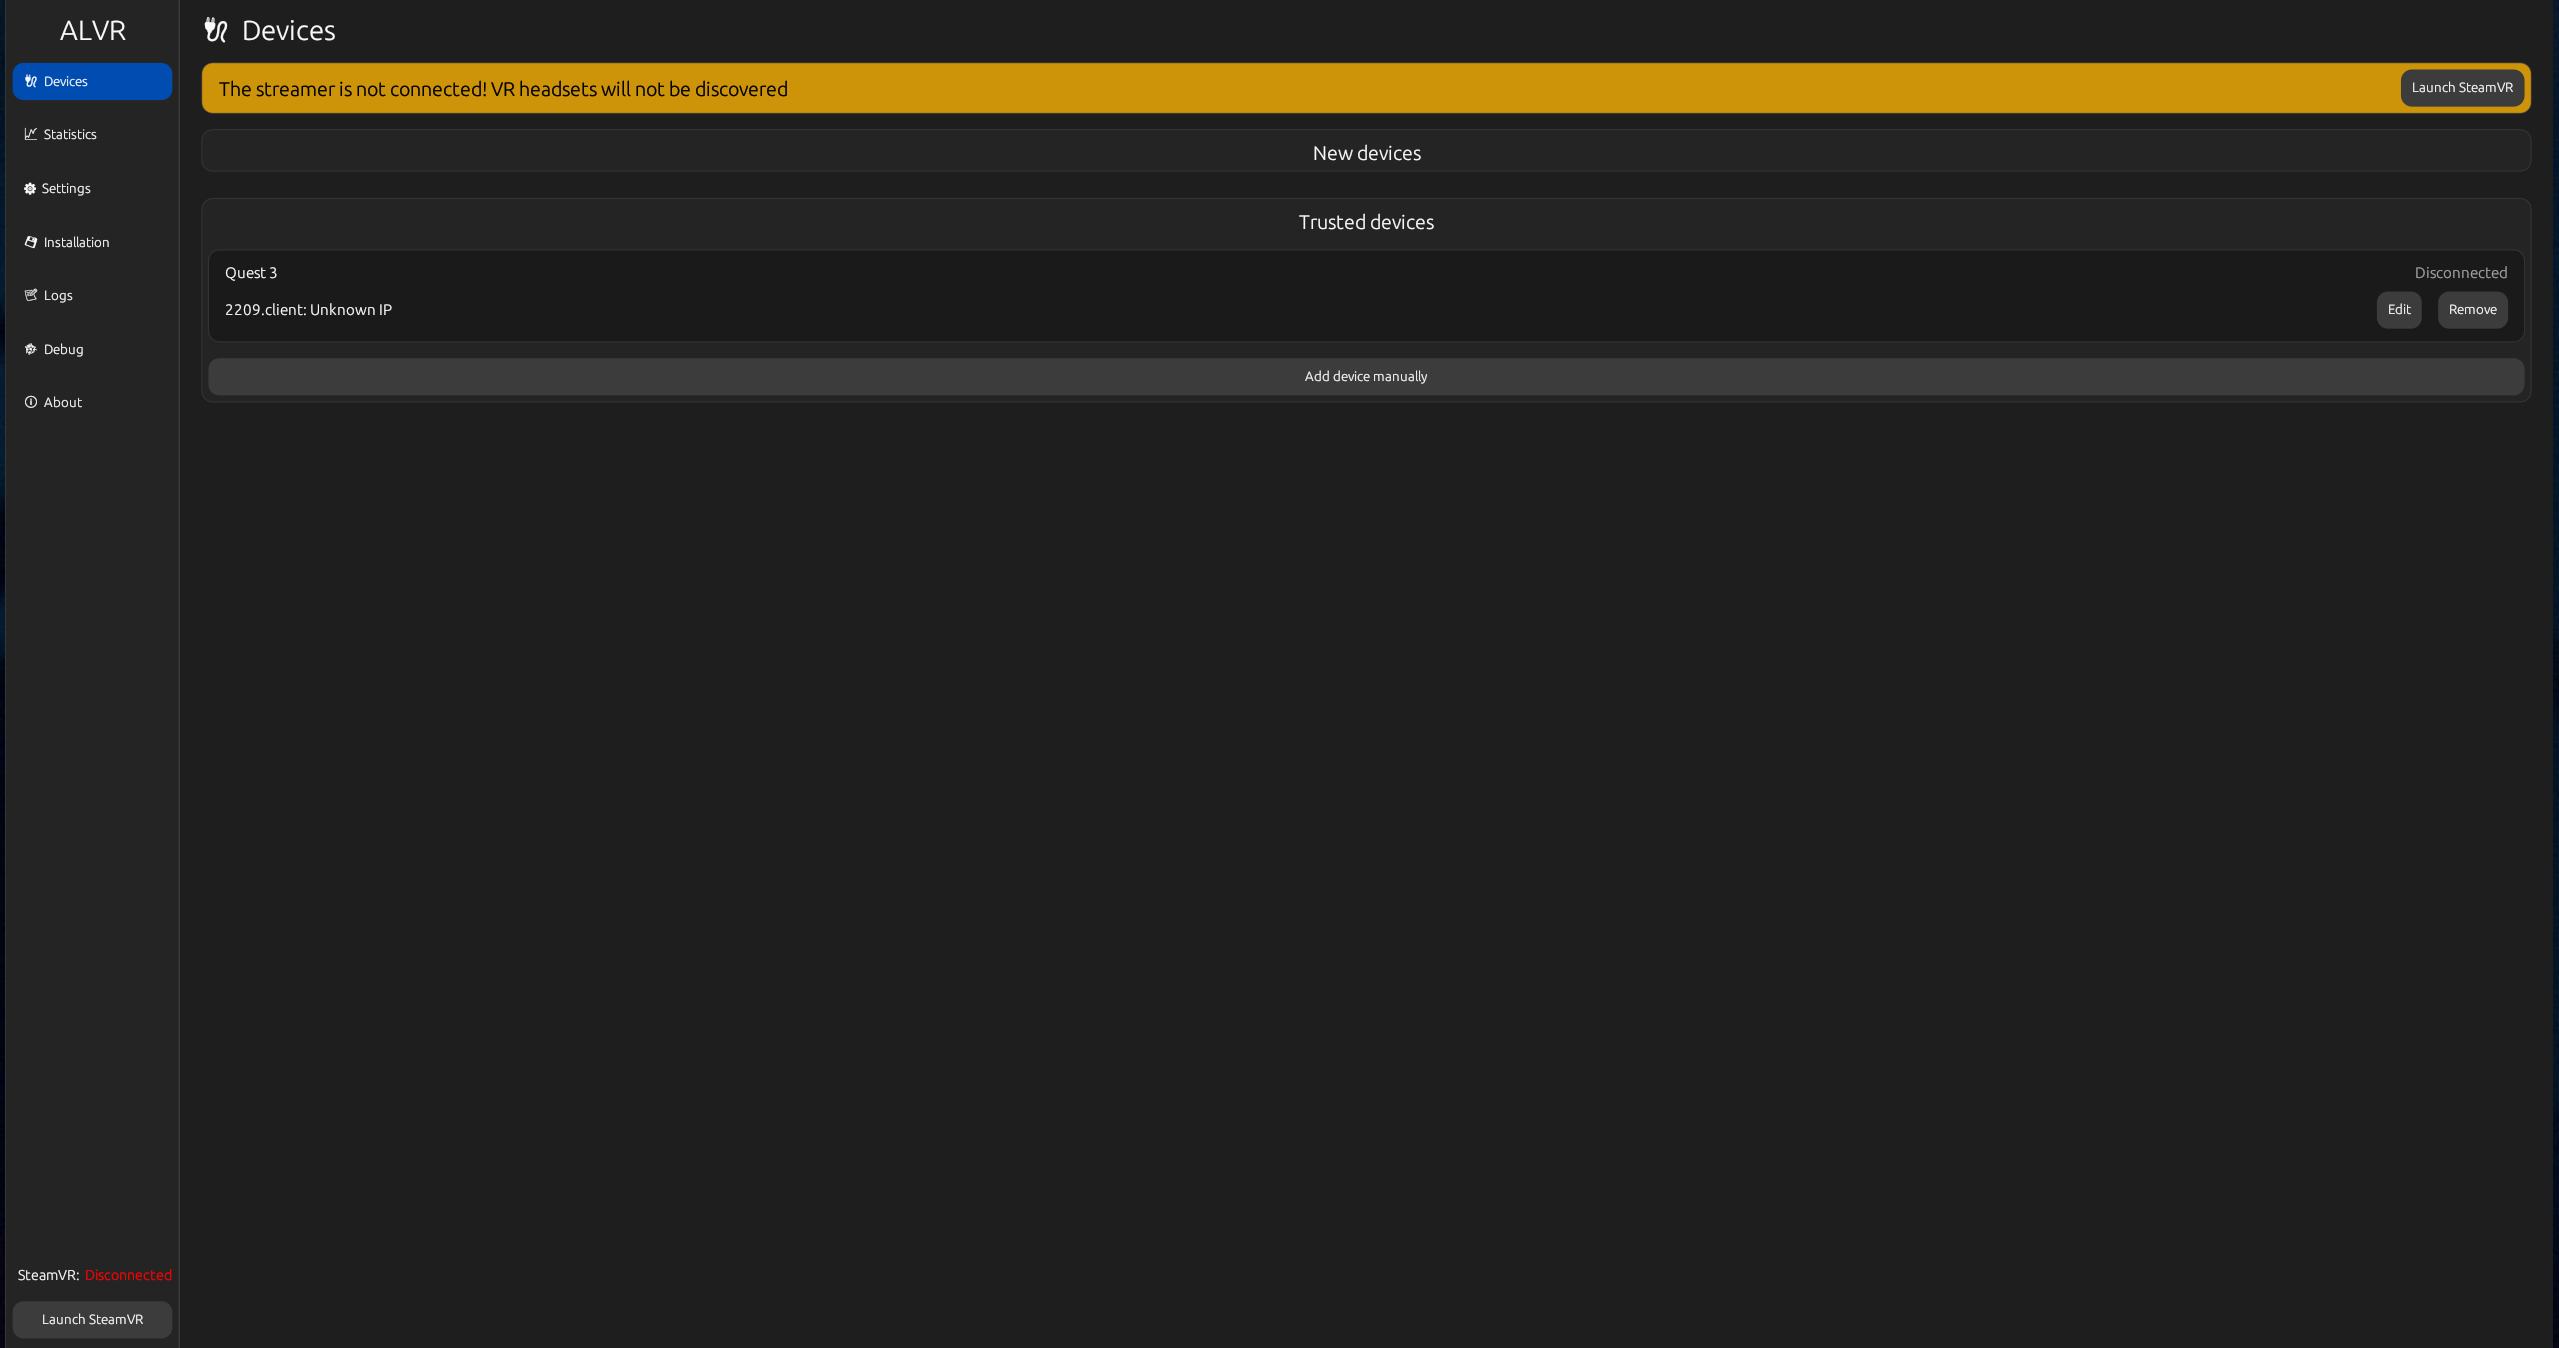 ALVR
Devices
Statistics
Settings
Installation
Logs
Debug
About
SteamVR: Disconnected
Launch SteamVR
Devices
The streamer is not connected! VR headsets will not be discovered
Launch SteamVR
New devices
Trusted devices
Quest 3
Disconnected
2209.client: Unknown IP
Edit
Remove
Add device manually